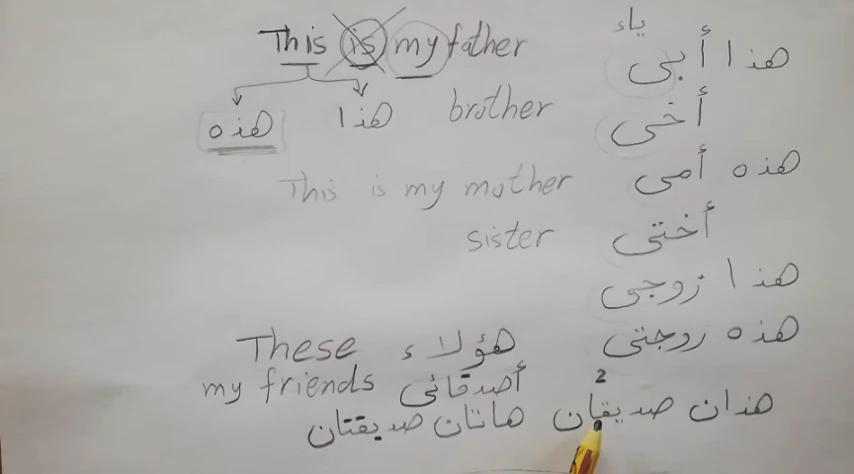 ياء
This is my father هذا أبى
هذه هذا brother أخى
This is my mother هذه أمى
sister أختى
هذا زوجى
These هؤلاء هذه زوجتى
my friends أصدقائى 2
هذان صديقان هاتان صديقتان